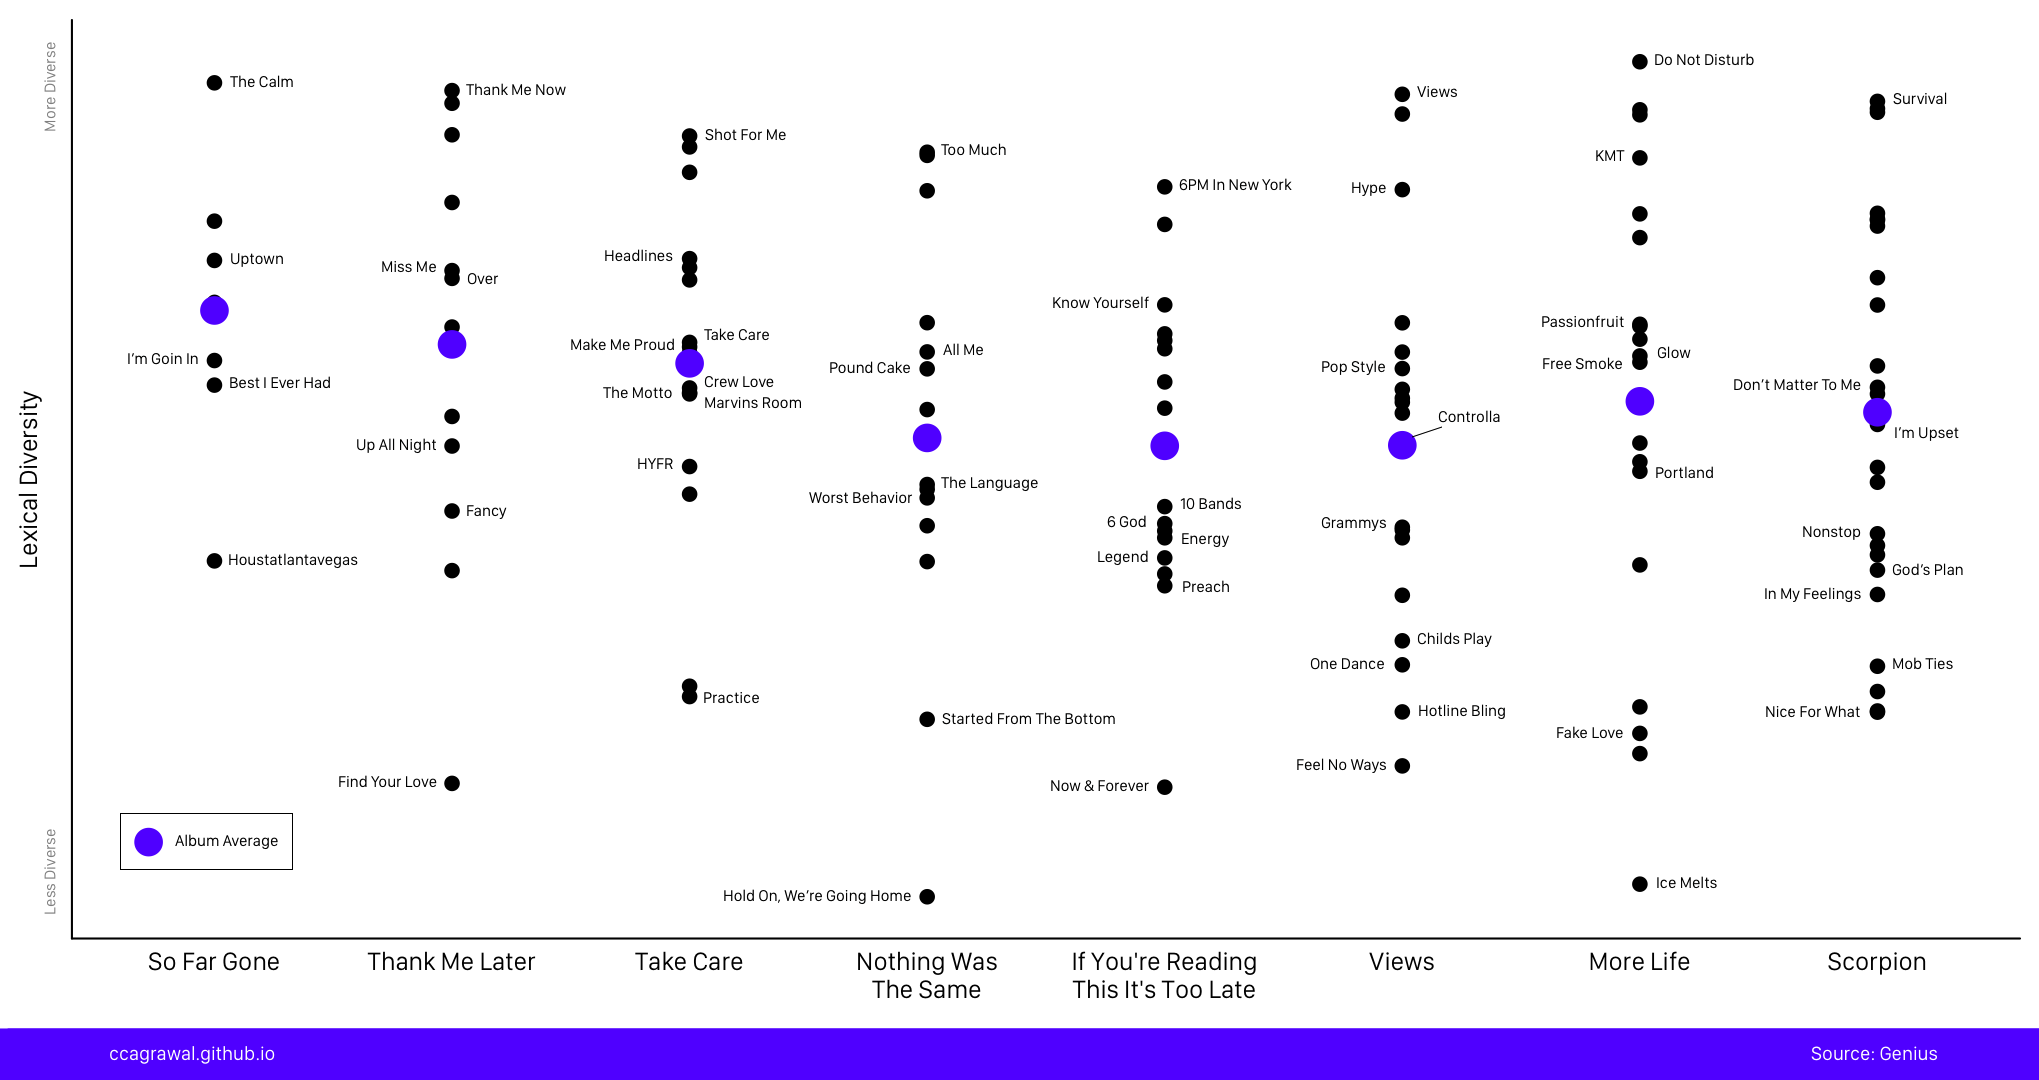 More Diverse
Lexical Diversity
Less Diverse
The Calm
Uptown
I’m Goin In
Best I Ever Had
Houstatlantavegas
Thank Me Now
Miss Me
Over
Up All Night
Fancy
Find Your Love
Shot For Me
Headlines
Take Care
Make Me Proud
Crew Love
The Motto
Marvins Room
HYFR
Practice
Too Much
All Me
Pound Cake
The Language
Worst Behavior
Started From The Bottom
Hold On, We’re Going Home
6PM In New York
Know Yourself
10 Bands
6 God
Energy
Legend
Preach
Now & Forever
Views
Hype
Pop Style
Controlla
Grammys
Childs Play
One Dance
Hotline Bling
Feel No Ways
Do Not Disturb
KMT
Passionfruit
Glow
Free Smoke
Portland
Fake Love
Ice Melts
Survival
Don’t Matter To Me
I’m Upset
Nonstop
God’s Plan
In My Feelings
Mob Ties
Nice For What
Album Average
So Far Gone
Thank Me Later
Take Care
Nothing Was
The Same
If You're Reading
This It's Too Late
Views
More Life
Scorpion
ccagrawal.github.io
Source: Genius